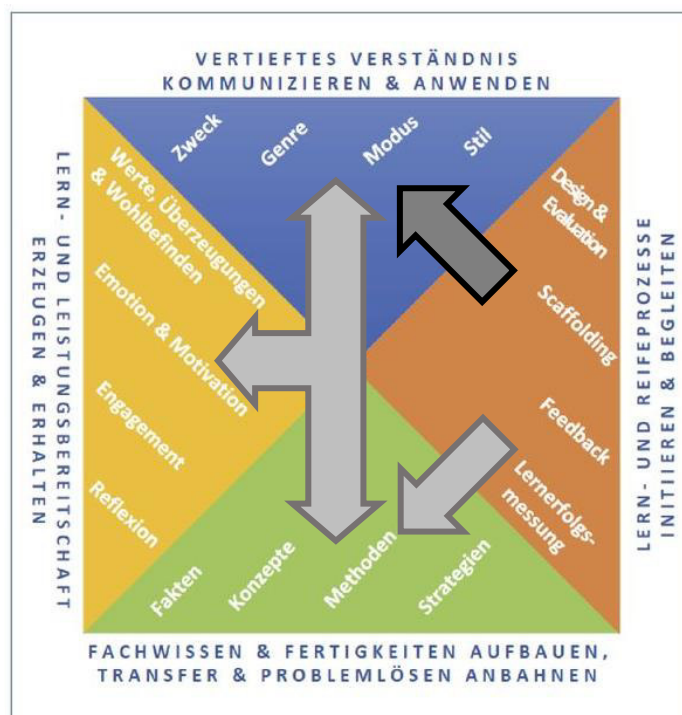 VERTIEFTES VERSTÄNDNIS
KOMMUNIZIEREN & ANWENDEN
Zweck
Genre
Modus
Stil
LERN- UND LEISTUNGSBEREITSCHAFT
ERZEUGEN & ERHALTEN
Werte, Überzeugungen
& Wohlbefinden
Emotion & Motivation
Engagement
Reflexion
Design &
Evaluation
Scaffolding
Feedback
Lernerfolgs-
messung
LERN- UND REIFEPROZESSE
INITIIEREN & BEGLEITEN
Fakten
Konzepte
Methoden
Strategien
FACHWISSEN & FERTIGKEITEN AUFBAUEN,
TRANSFER & PROBLEMLÖSEN ANBAHNEN